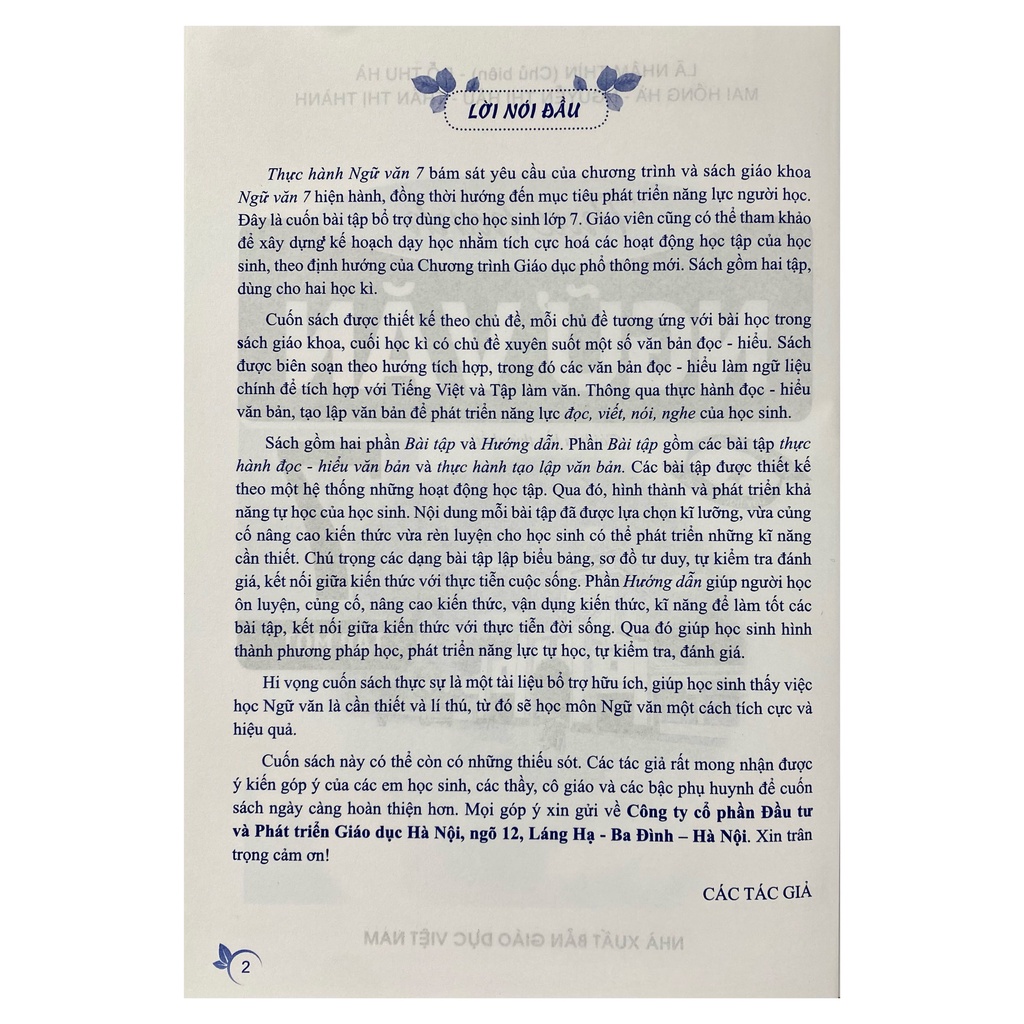 LỜI NÓI ĐẦU
Thực hành Ngữ văn 7 bám sát yêu cầu của chương trình và sách giáo khoa
Ngữ văn 7 hiện hành, đồng thời hướng đến mục tiêu phát triển năng lực người học.
Đây là cuốn bài tập bổ trợ dùng cho học sinh lớp 7. Giáo viên cũng có thể tham khảo
để xây dựng kế hoạch dạy học nhằm tích cực hoá các hoạt động học tập của học
sinh, theo định hướng của Chương trình Giáo dục phổ thông mới. Sách gồm hai tập,
dùng cho hai học kì.
Cuốn sách được thiết kế theo chủ đề, mỗi chủ đề tương ứng với bài học trong
sách giáo khoa, cuối học kì có chủ đề xuyên suốt một số văn bản đọc - hiểu. Sách
được biên soạn theo hướng tích hợp, trong đó các văn bản đọc - hiểu làm ngữ liệu
chính để tích hợp với Tiếng Việt và Tập làm văn. Thông qua thực hành đọc - hiểu
văn bản, tạo lập văn bản để phát triển năng lực đọc, viết, nói, nghe của học sinh.
Sách gồm hai phần Bài tập và Hướng dẫn. Phần Bài tập gồm các bài tập thực
hành đọc - hiểu văn bản và thực hành tạo lập văn bản. Các bài tập được thiết kế
theo một hệ thống những hoạt động học tập. Qua đó, hình thành và phát triển khả
năng tự học của học sinh. Nội dung mỗi bài tập đã được lựa chọn kĩ lưỡng, vừa củng
cố nâng cao kiến thức vừa rèn luyện cho học sinh có thể phát triển những kĩ năng
cần thiết. Chú trọng các dạng bài tập lập biểu bảng, sơ đồ tư duy, tự kiểm tra đánh
giá, kết nối giữa kiến thức với thực tiễn cuộc sống. Phần Hướng dẫn giúp người học
ôn luyện, củng cố, nâng cao kiến thức, vận dụng kiến thức, kĩ năng để làm tốt các
bài tập, kết nối giữa kiến thức với thực tiễn đời sống. Qua đó giúp học sinh hình
thành phương pháp học, phát triển năng lực tự học, tự kiểm tra, đánh giá.
Hi vọng cuốn sách thực sự là một tài liệu bổ trợ hữu ích, giúp học sinh thấy việc
học Ngữ văn là cần thiết và lí thú, từ đó sẽ học môn Ngữ văn một cách tích cực và
hiệu quả.
Cuốn sách này có thể còn có những thiếu sót. Các tác giả rất mong nhận được
ý kiến góp ý của các em học sinh, các thầy, cô giáo và các bậc phụ huynh để cuốn
sách ngày càng hoàn thiện hơn. Mọi góp ý xin gửi về Công ty cổ phần Đầu tư
và Phát triển Giáo dục Hà Nội, ngõ 12, Láng Hạ - Ba Đình – Hà Nội. Xin trân
trọng cảm ơn!
CÁC TÁC GIẢ
NHÀ XUẤT BẢN GIÁO DỤC VIỆT NAM
2